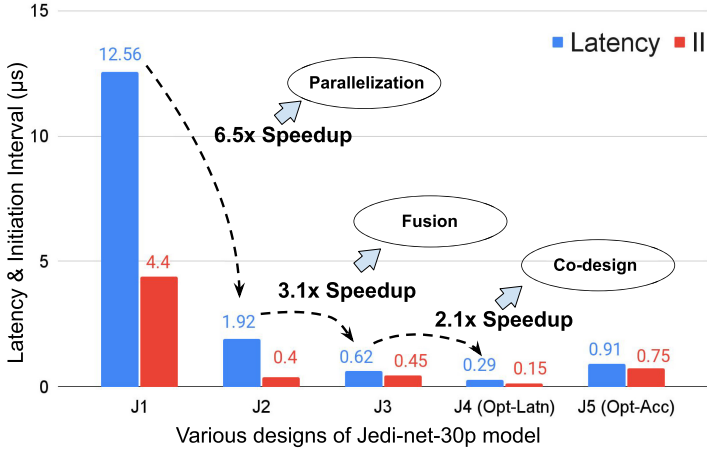 15
Latency II
12.56
Parallelization
6.5x Speedup
10
Latency & Initiation Interval (μs)
Fusion
4.4
Co-design
5
3.1x Speedup
2.1x Speedup
1.92
0.4
0.62
0.45
0.29
0.15
0.91
0.75
0
J1 J2 J3 J4 (Opt-Latn) J5 (Opt-Acc)
Various designs of Jedi-net-30p model